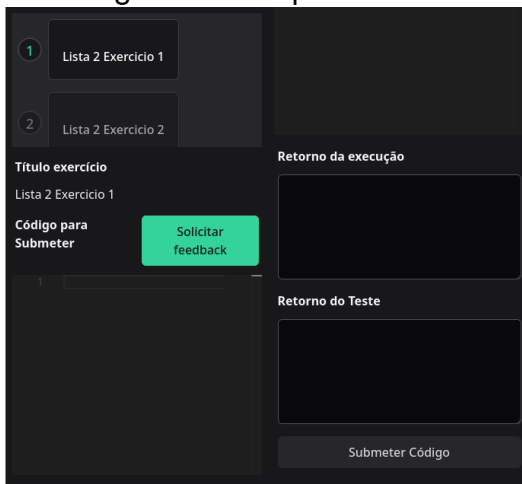 1
Lista 2 Exercicio 1
2
Lista 2 Exercicio 2
Título exercício
Lista 2 Exercicio 1
Código para
Submeter
Solicitar
feedback
1
Retorno da execução
Retorno do Teste
Submeter Código